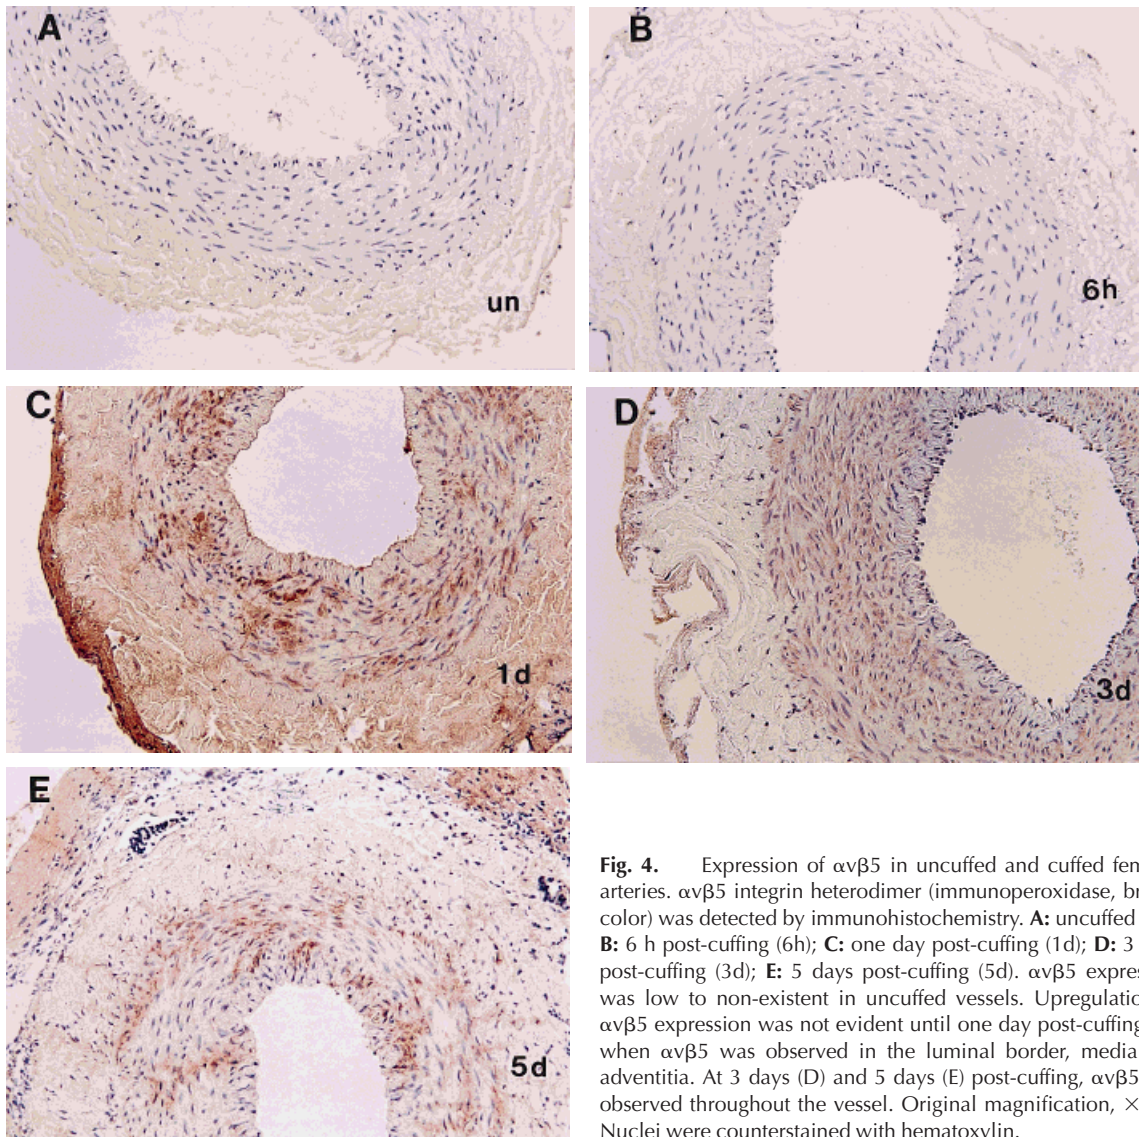 A
un
B
6h
C
1d
D
3d
E
5d
Fig. 4. Expression of αvβ5 in uncuffed and cuffed
arteries. αvβ5 integrin heterodimer (immunoperoxidase,
color) was detected by immunohistochemistry. A: uncuffed
B: 6 h post-cuffing (6h); C: one day post-cuffing (1d); D: 3
post-cuffing (3d); E: 5 days post-cuffing (5d). αvβ5
was low to non-existent in uncuffed vessels.
αvβ5 expression was not evident until one day post-cuffing
when αvβ5 was observed in the luminal border, media
adventitia. At 3 days (D) and 5 days (E) post-cuffing, αvβ5
observed throughout the vessel. Original magnification, ×
Nuclei were counterstained with hematoxylin.